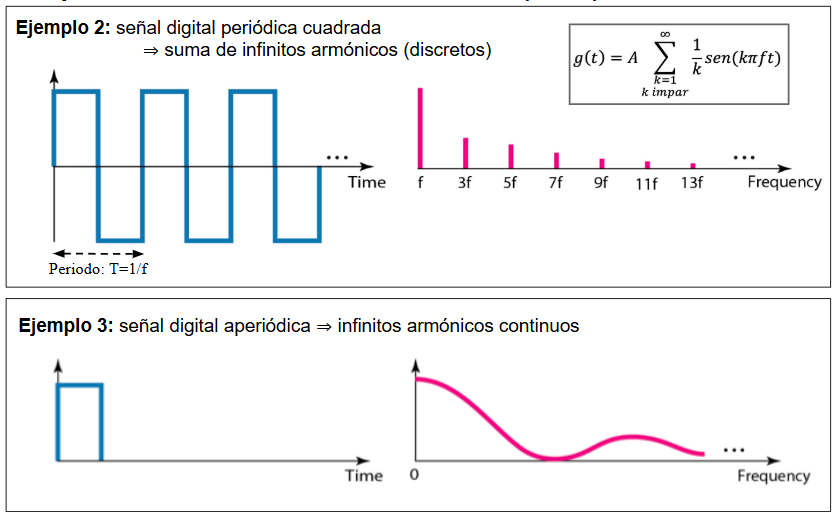 Ejemplo 2: señal digital periódica cuadrada
⇒ suma de infinitos armónicos (discretos)
g(t) = A ∑ 1/k sen(kπft)
∞
k=1
k impar
...
Time
Periodo: T=1/f
...
f 3f 5f 7f 9f 11f 13f Frequency
Ejemplo 3: señal digital aperiódica ⇒ infinitos armónicos continuos
Time
...
0
Frequency